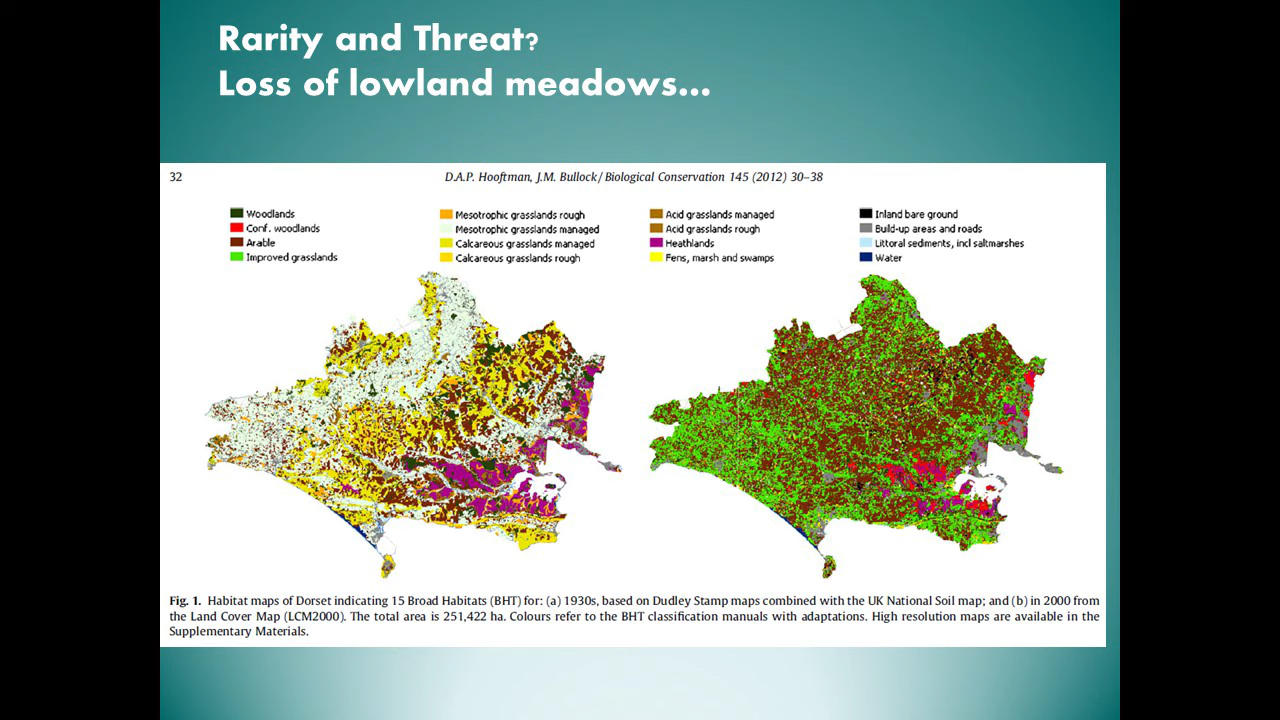 Rarity and Threat?
Loss of lowland meadows...
32
D.A.P. Hooftman, J.M. Bullock / Biological Conservation 145 (2012) 30–38
Woodlands
Conf. woodlands
Arable
Improved grasslands
Mesotrophic grasslands rough
Mesotrophic grasslands managed
Calcareous grasslands managed
Calcareous grasslands rough
Acid grasslands managed
Acid grasslands rough
Heathlands
Fens, marsh and swamps
Inland bare ground
Build-up areas and roads
Littoral sediments, incl saltmarshes
Water
Fig. 1. Habitat maps of Dorset indicating 15 Broad Habitats (BHT) for: (a) 1930s, based on Dudley Stamp maps combined with the UK National Soil map; and (b) in 2000 from
the Land Cover Map (LCM2000). The total area is 251,422 ha. Colours refer to the BHT classification manuals with adaptations. High resolution maps are available in the
Supplementary Materials.